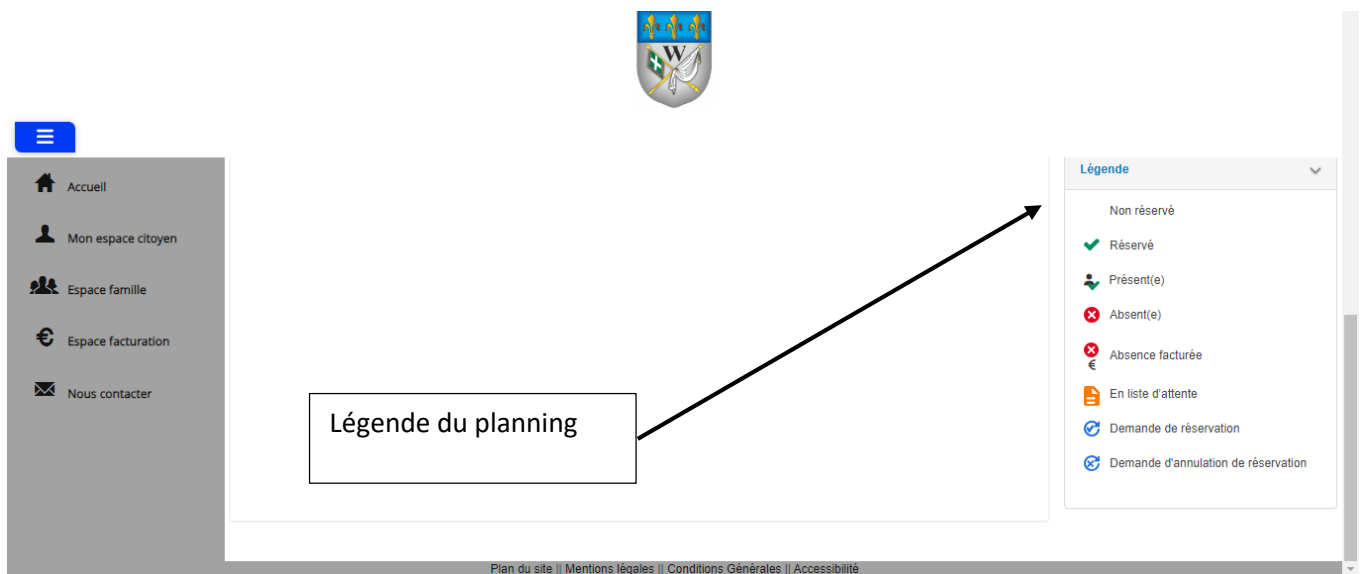 W
Accueil
Mon espace citoyen
Espace famille
€ Espace facturation
Nous contacter
Légende du planning
Légende
Non réservé
Réservé
Présent(e)
Absent(e)
€ Absence facturée
En liste d'attente
Demande de réservation
Demande d'annulation de réservation
Plan du site || Mentions légales || Conditions Générales || Accessibilité